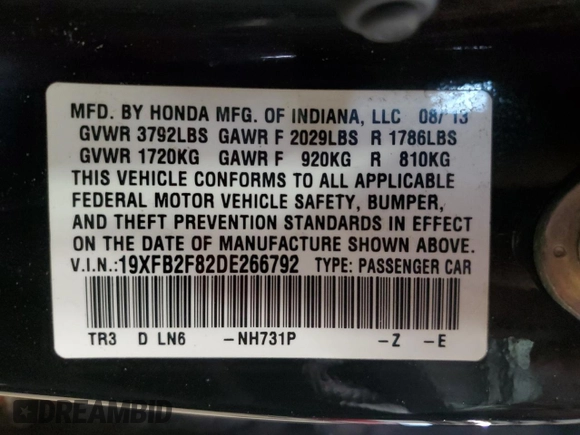 MFD. BY HONDA MFG. OF INDIANA, LLC 08/13
GVWR 3792LBS GAWR F 2029LBS R 1786LBS
GVWR 1720KG GAWR F 920KG R 810KG
THIS VEHICLE CONFORMS TO ALL APPLICABLE
FEDERAL MOTOR VEHICLE SAFETY, BUMPER,
AND THEFT PREVENTION STANDARDS IN EFFECT
ON THE DATE OF MANUFACTURE SHOWN ABOVE.
V.I.N.:19XFB2F82DE266792 TYPE: PASSENGER CAR
TR3 D LN6 -NH731P -Z -E
DREAMBID